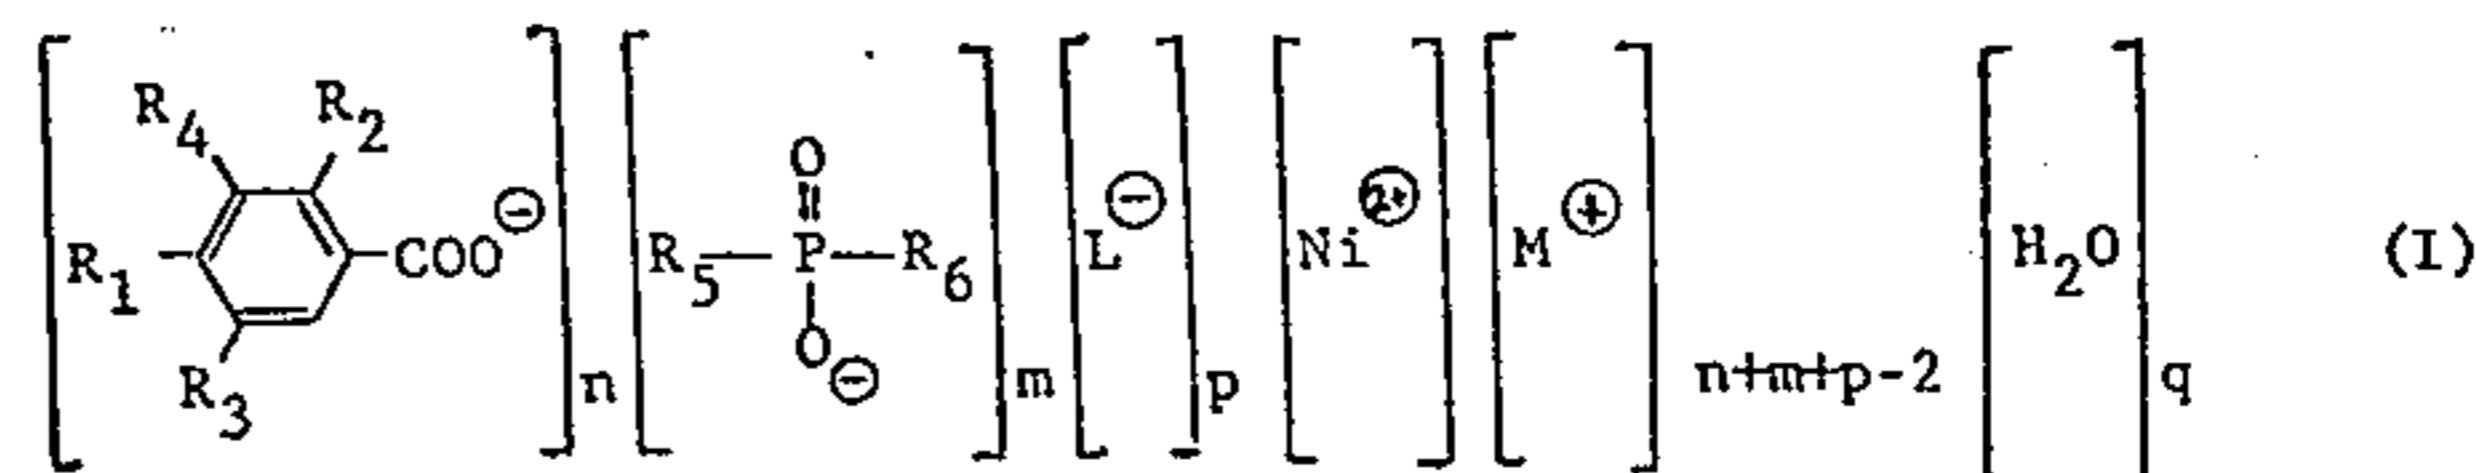 R4 R2
O
R1 COO⊖ R5 P R6 L⊖ Ni2+ M⊕ H2O (I)
O⊖
R3 n m p n+m+p-2 q